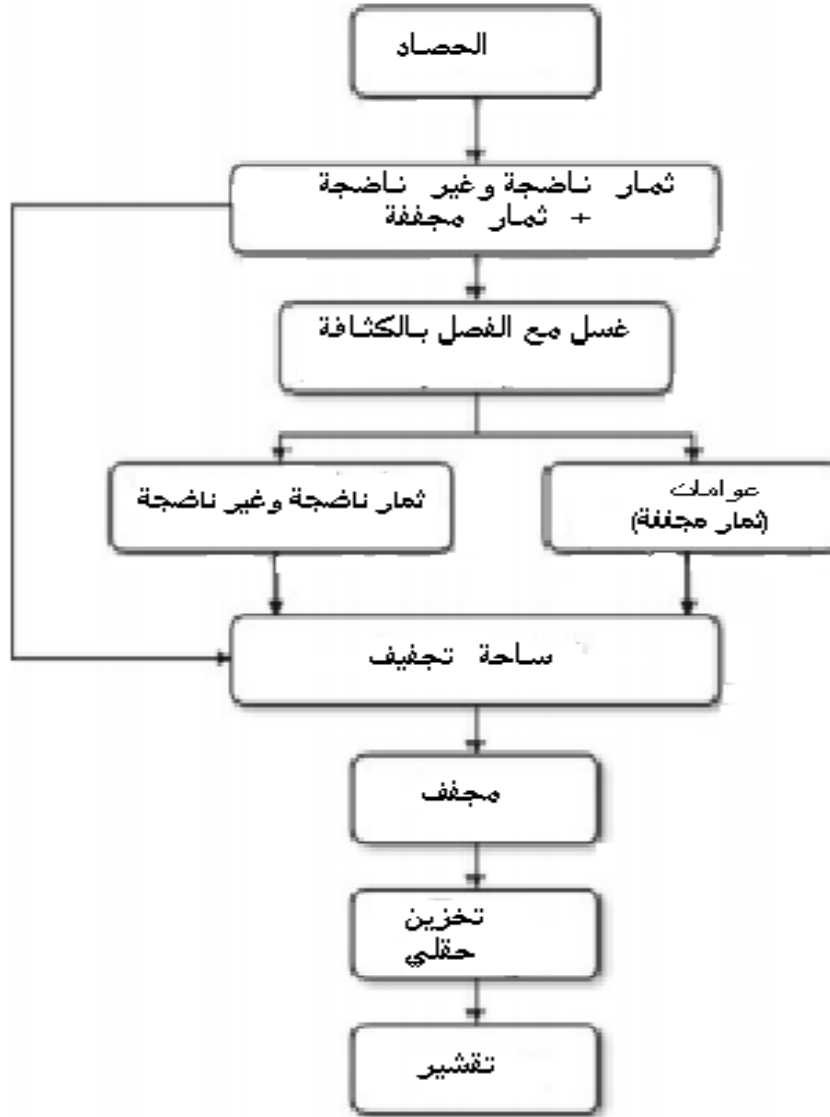 الحصاد
ثمار ناضجة وغير ناضجة
+ ثمار مجففة
غسل مع الفصل بالكثافة
ثمار ناضجة وغير ناضجة
عوامات
(ثمار مجففة)
ساحة تجفيف
مجفف
تخزين
حقلي
تقشير